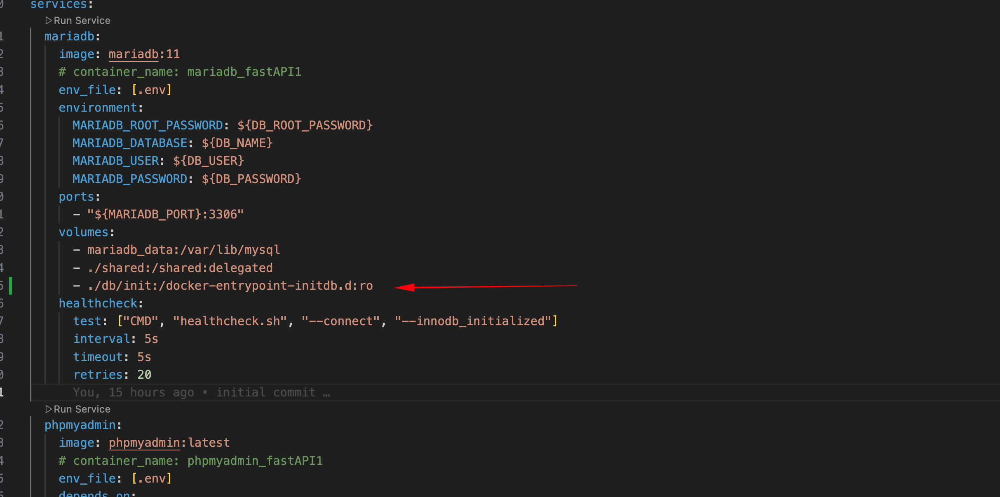 services:
Run Service
mariadb:
image: mariadb:11
# container_name: mariadb_fastAPI1
env_file: [.env]
environment:
MARIADB_ROOT_PASSWORD: ${DB_ROOT_PASSWORD}
MARIADB_DATABASE: ${DB_NAME}
MARIADB_USER: ${DB_USER}
MARIADB_PASSWORD: ${DB_PASSWORD}
ports:
- "${MARIADB_PORT}:3306"
volumes:
- mariadb_data:/var/lib/mysql
- ./shared:/shared:delegated
- ./db/init:/docker-entrypoint-initdb.d:ro
healthcheck:
test: ["CMD", "healthcheck.sh", "--connect", "--innodb_initialized"]
interval: 5s
timeout: 5s
retries: 20
You, 15 hours ago • initial commit …
Run Service
phpmyadmin:
image: phpmyadmin:latest
# container_name: phpmyadmin_fastAPI1
env_file: [.env]
depends_on: